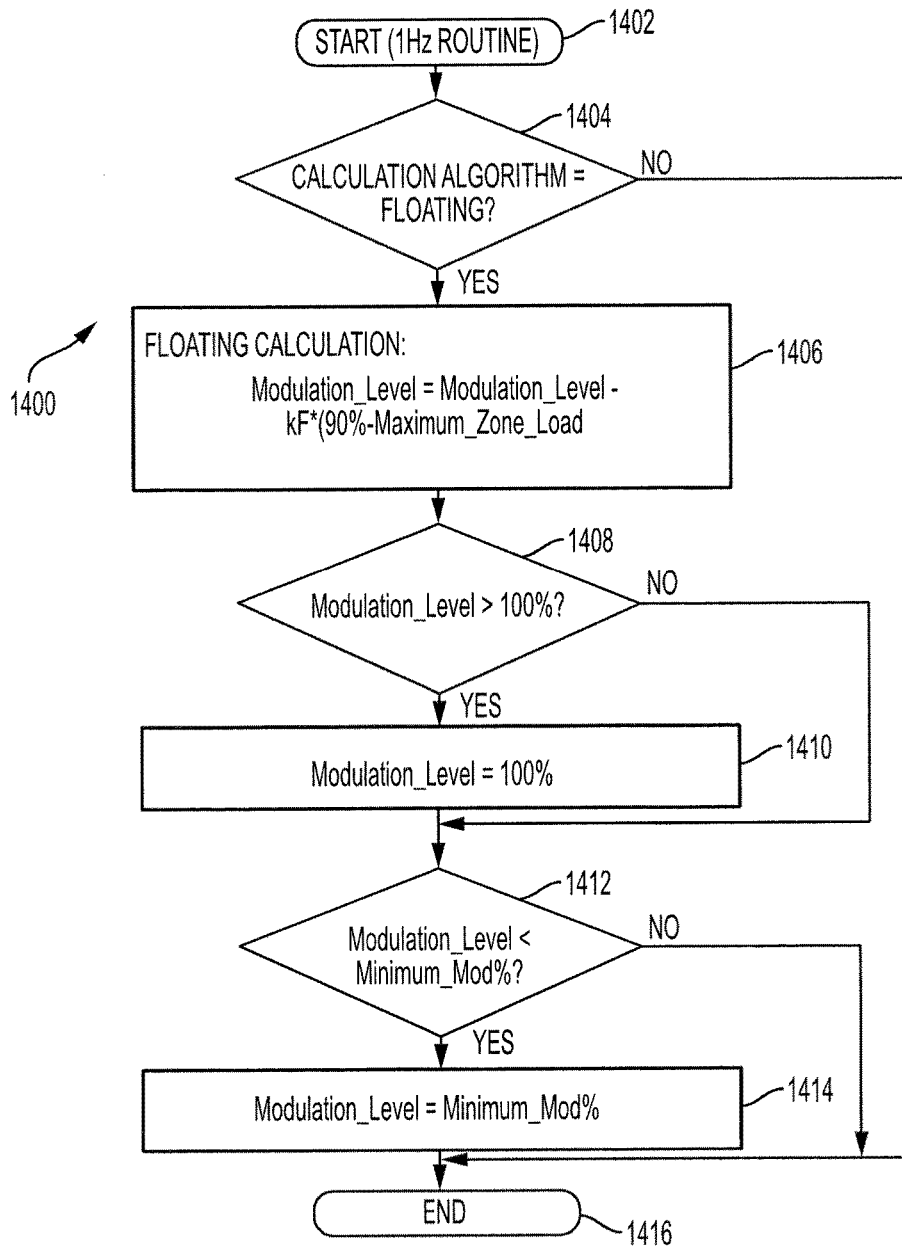 START (1Hz ROUTINE)
1402
1404
CALCULATION ALGORITHM =
FLOATING?
NO
YES
1400
FLOATING CALCULATION:
Modulation_Level = Modulation_Level -
kF*(90%-Maximum_Zone_Load
1406
1408
Modulation_Level > 100%?
NO
YES
Modulation_Level = 100%
1410
1412
Modulation_Level <
Minimum_Mod%?
NO
YES
Modulation_Level = Minimum_Mod%
1414
END
1416